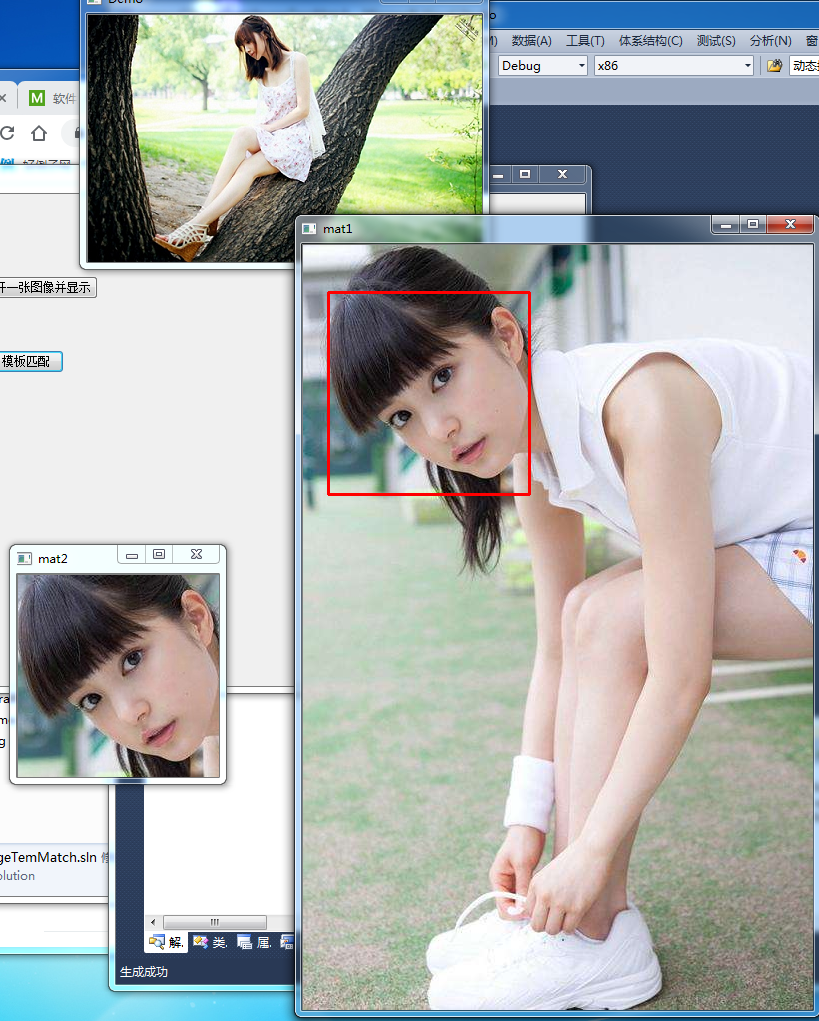 Demo
数据(A) 工具(T) 体系结构(C) 测试(S) 分析(N) 窗
Debug x86 动态
软件
mat1
开一张图像并显示
模板匹配
mat2
geTemMatch.sln
olution
解. 类. 属.
生成成功